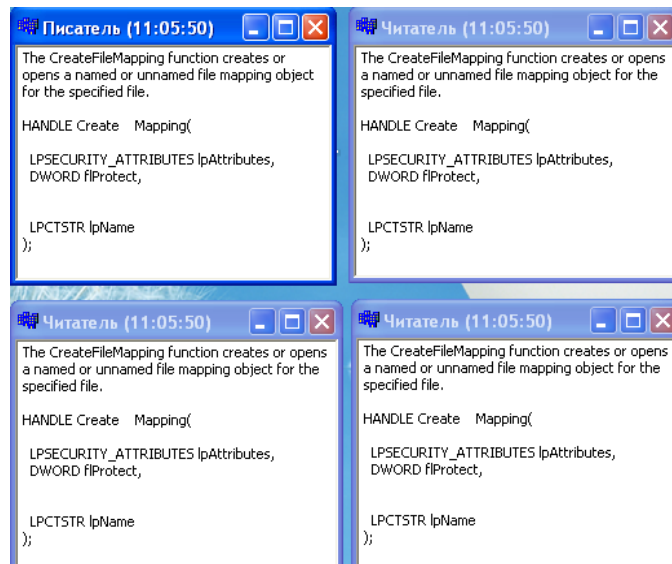 Писатель (11:05:50)
The CreateFileMapping function creates or
opens a named or unnamed file mapping object
for the specified file.
HANDLE Create    Mapping(
LPSECURITY_ATTRIBUTES lpAttributes,
DWORD flProtect,
LPCTSTR lpName
);
Читатель (11:05:50)
The CreateFileMapping function creates or opens
a named or unnamed file mapping object for the
specified file.
HANDLE Create    Mapping(
LPSECURITY_ATTRIBUTES lpAttributes,
DWORD flProtect,
LPCTSTR lpName
);
Читатель (11:05:50)
The CreateFileMapping function creates or opens
a named or unnamed file mapping object for the
specified file.
HANDLE Create    Mapping(
LPSECURITY_ATTRIBUTES lpAttributes,
DWORD flProtect,
LPCTSTR lpName
);
Читатель (11:05:50)
The CreateFileMapping function creates or opens
a named or unnamed file mapping object for the
specified file.
HANDLE Create    Mapping(
LPSECURITY_ATTRIBUTES lpAttributes,
DWORD flProtect,
LPCTSTR lpName
);